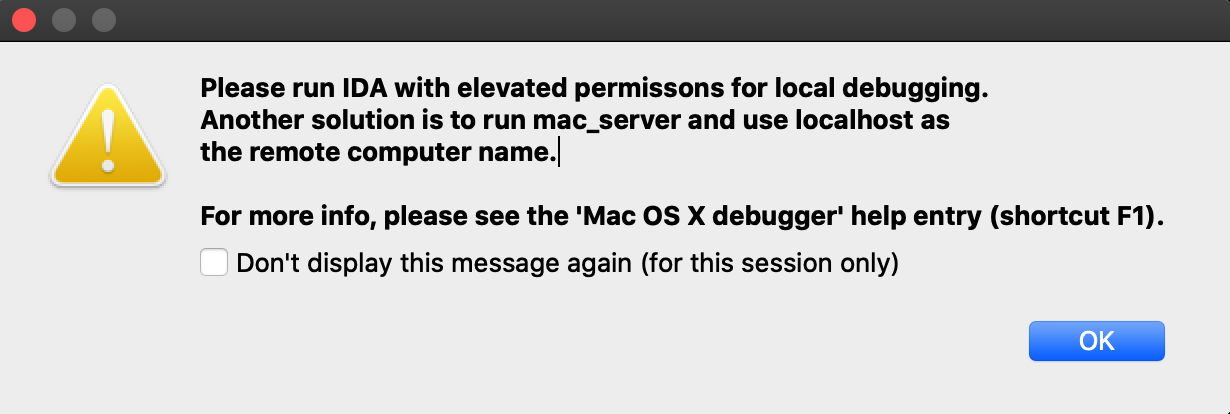 Please run IDA with elevated permissons for local debugging.
Another solution is to run mac_server and use localhost as
the remote computer name.
For more info, please see the 'Mac OS X debugger' help entry (shortcut F1).
Don't display this message again (for this session only)
OK